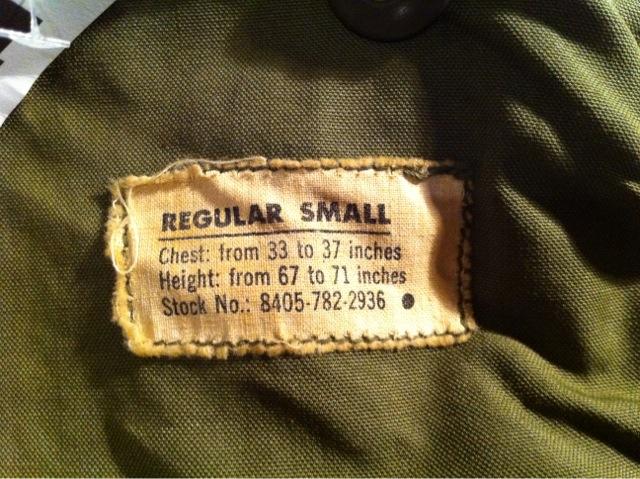 REGULAR SMALL
Chest: from 33 to 37 inches
Height: from 67 to 71 inches
Stock No.: 8405-782-2936